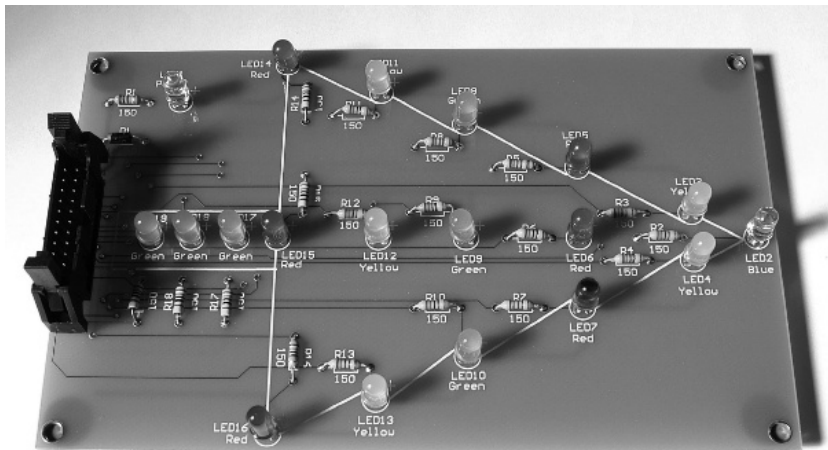 LED14
Red
LED11
R1
150
R14
R11
150
LED8
R8
150
LED5
R5
150
R12
150
R9
150
R3
150
R2
150
LED2
Blue
Green
Green
Green
LED15
Red
LED12
Yellow
LED9
Green
R6
150
LED6
Red
R4
150
LED4
Yellow
R18
R17
R10
150
R7
150
LED7
Red
150
R13
150
LED10
Green
LED16
Red
LED13
Yellow